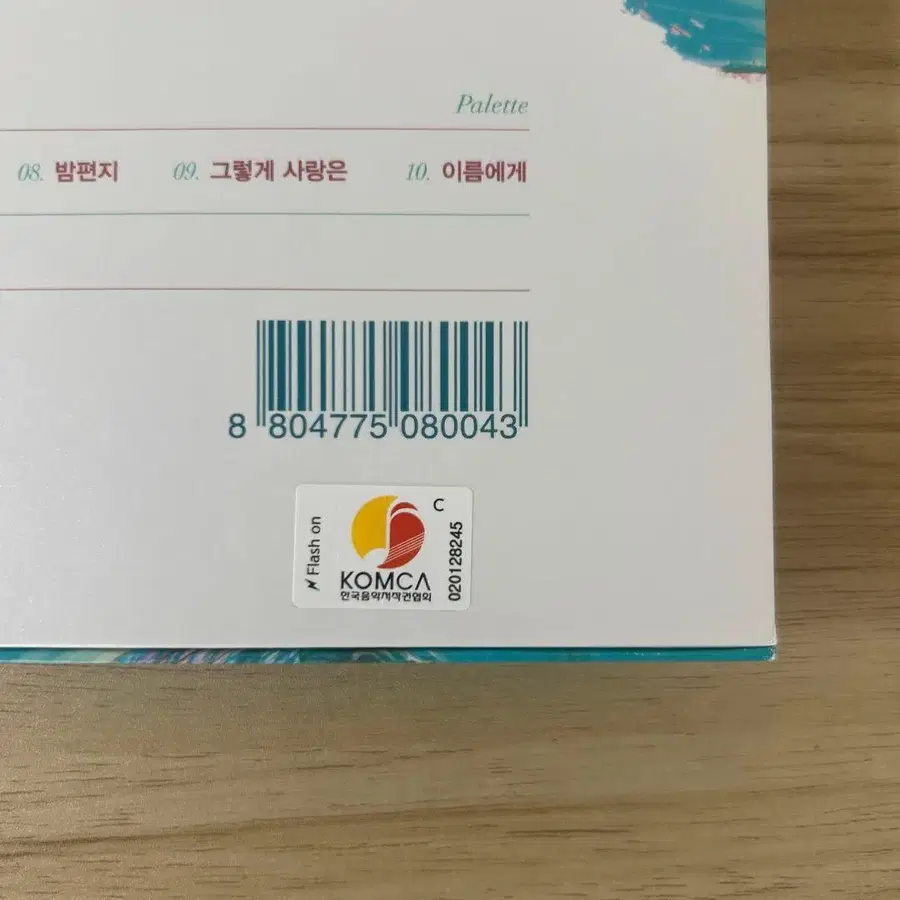 Palette
08. 밤편지 09. 그렇게 사랑은 10. 이름에게
8 804775 080043
Flash on
C
KOMCA
한국음악저작권협회
020128245